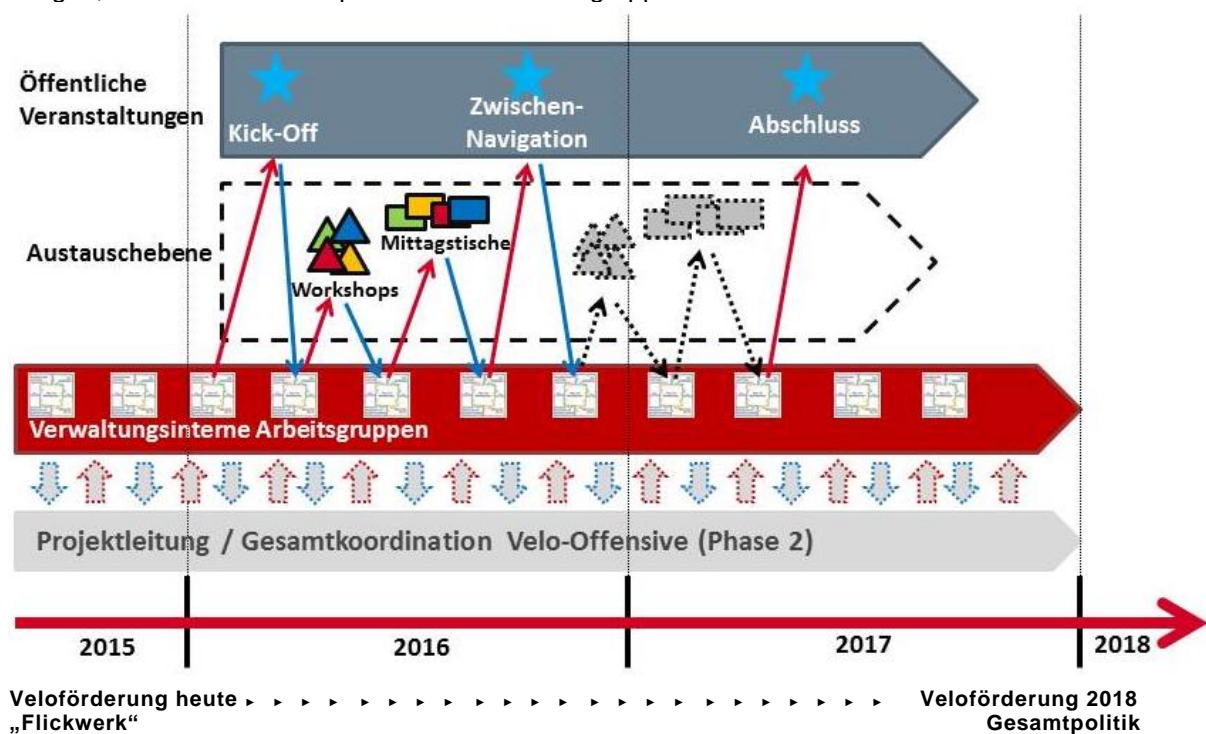 Öffentliche
Veranstaltungen
Kick-Off
Zwischen-
Navigation
Abschluss
Austauschebene
Mittagstische
Workshops
Verwaltungsinterne Arbeitsgruppen
Projektleitung / Gesamtkoordination Velo-Offensive (Phase 2)
2015
2016
2017
2018
Veloförderung heute ► ► ► ► ► ► ► ► ► ► ► ► ► ► ► ► ► ► ► ► ► ► ► Veloförderung 2018
„Flickwerk“ Gesamtpolitik